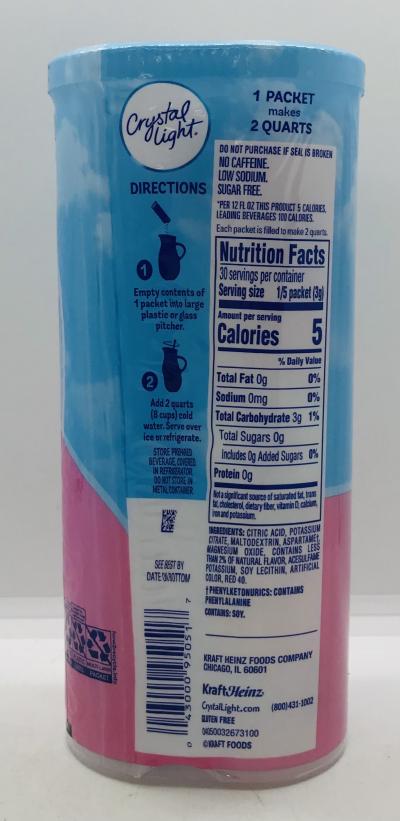 Crystal
Light.
1 PACKET
makes
2 QUARTS
DIRECTIONS
1
Empty contents of
1 packet into large
plastic or glass
pitcher.
2
Add 2 quarts
(8 cups) cold
water. Serve over
ice or refrigerate.
STORE PREPARED
BEVERAGE, COVERED,
IN REFRIGERATOR.
DO NOT STORE IN
METAL CONTAINER.
SEE BEST BY
DATE ON BOTTOM
DO NOT PURCHASE IF SEAL IS BROKEN
NO CAFFEINE.
LOW SODIUM.
SUGAR FREE.
*PER 12 FL OZ THIS PRODUCT 5 CALORIES,
LEADING BEVERAGES 100 CALORIES.
Each packet is filled to make 2 quarts.
Nutrition Facts
30 servings per container
Serving size 1/5 packet (3g)
Amount per serving
Calories 5
% Daily Value
Total Fat 0g 0%
Sodium 0mg 0%
Total Carbohydrate 3g 1%
Total Sugars 0g
Includes 0g Added Sugars 0%
Protein 0g
Not a significant source of saturated fat, trans
fat, cholesterol, dietary fiber, vitamin D, calcium,
iron and potassium.
INGREDIENTS: CITRIC ACID, POTASSIUM
CITRATE, MALTODEXTRIN, ASPARTAME†,
MAGNESIUM OXIDE, CONTAINS LESS
THAN 2% OF NATURAL FLAVOR, ACESULFAME
POTASSIUM, SOY LECITHIN, ARTIFICIAL
COLOR, RED 40.
†PHENYLKETONURICS: CONTAINS
PHENYLALANINE
CONTAINS: SOY.
KRAFT HEINZ FOODS COMPANY
CHICAGO, IL 60601
KraftHeinz
CrystalLight.com (800)431-1002
GLUTEN FREE
04050032673100
©KRAFT FOODS
0 43000 95051 7
PACKET